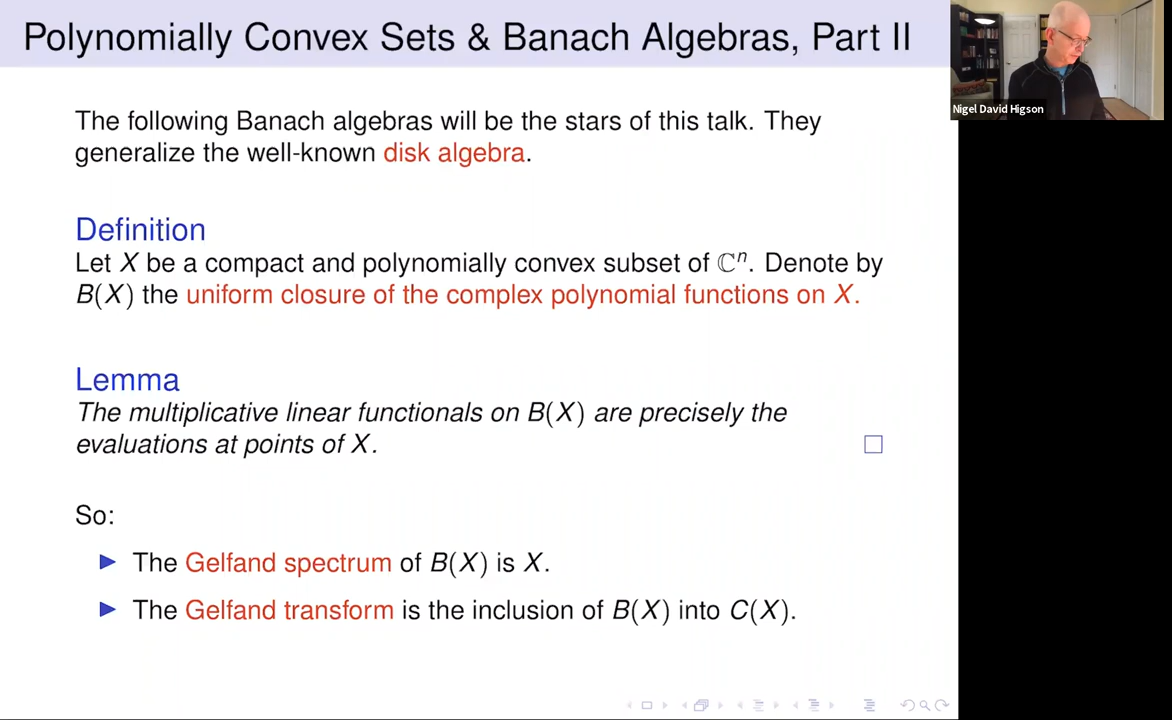 Polynomially Convex Sets & Banach Algebras, Part II
Nigel David Higson
The following Banach algebras will be the stars of this talk. They
generalize the well-known disk algebra.
Definition
Let X be a compact and polynomially convex subset of ℂⁿ. Denote by
B(X) the uniform closure of the complex polynomial functions on X.
Lemma
The multiplicative linear functionals on B(X) are precisely the
evaluations at points of X.
So:
The Gelfand spectrum of B(X) is X.
The Gelfand transform is the inclusion of B(X) into C(X).